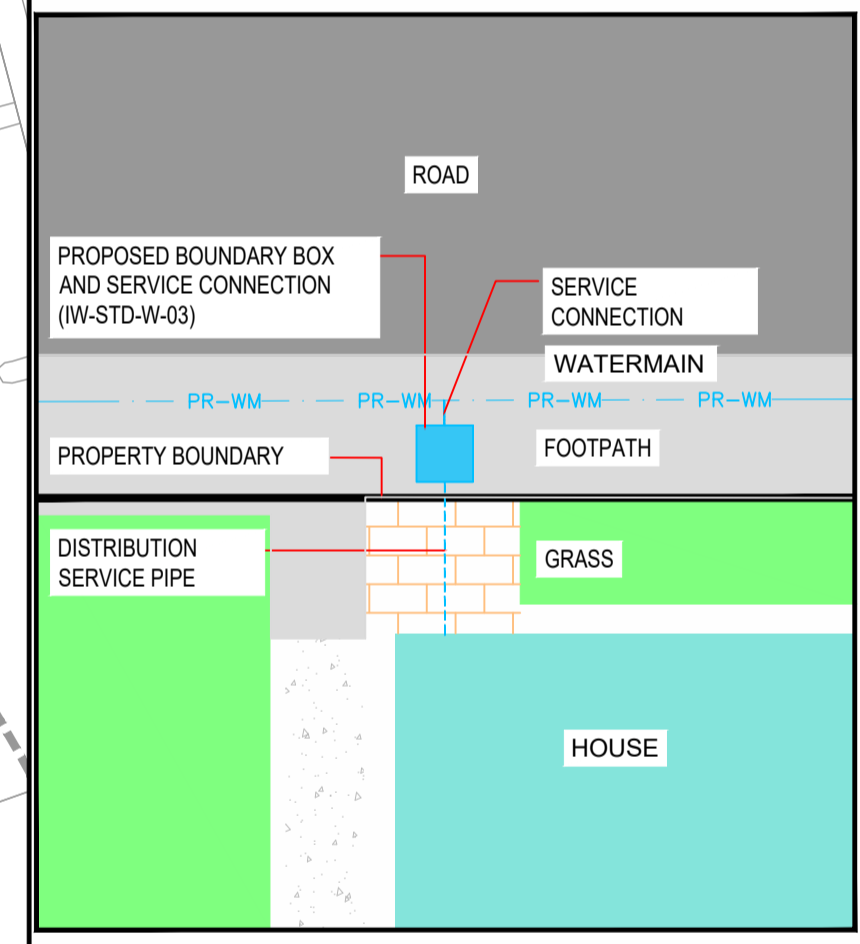 ROAD
PROPOSED BOUNDARY BOX
AND SERVICE CONNECTION
(IW-STD-W-03)
SERVICE
CONNECTION
WATERMAIN
PR-WM PR-WM PR-WM PR-WM
PROPERTY BOUNDARY
FOOTPATH
DISTRIBUTION
SERVICE PIPE
GRASS
HOUSE